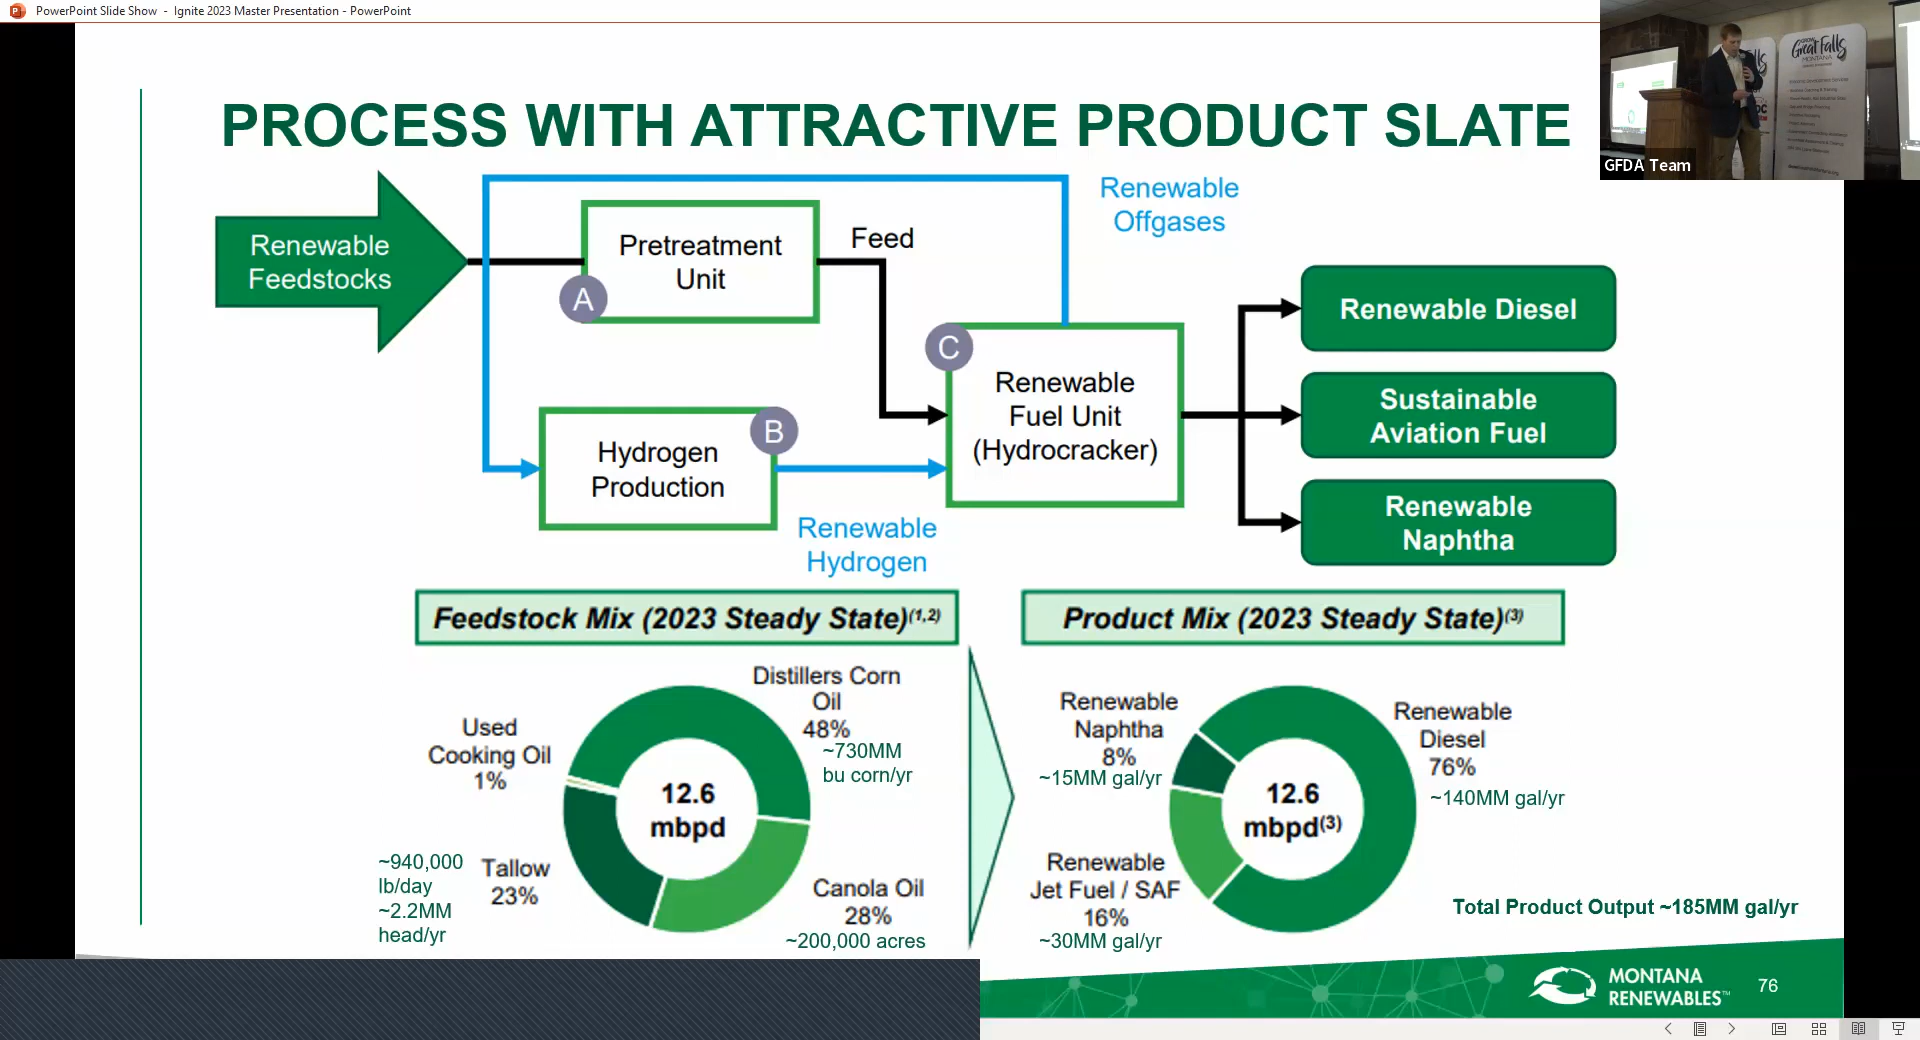 PowerPoint Slide Show - Ignite 2023 Master Presentation - PowerPoint
PROCESS WITH ATTRACTIVE PRODUCT SLATE
Great Falls
MONTANA
GFDA Team
Renewable
Feedstocks
Pretreatment
Unit
A
Feed
Renewable
Offgases
Hydrogen
Production
B
Renewable
Hydrogen
C
Renewable
Fuel Unit
(Hydrocracker)
Renewable Diesel
Sustainable
Aviation Fuel
Renewable
Naphtha
Feedstock Mix (2023 Steady State)(1,2)
Distillers Corn
Oil
48%
~730MM
bu corn/yr
Used
Cooking Oil
1%
12.6
mbpd
~940,000
lb/day
~2.2MM
head/yr
Tallow
23%
Canola Oil
28%
~200,000 acres
Product Mix (2023 Steady State)(3)
Renewable
Naphtha
8%
~15MM gal/yr
Renewable
Diesel
76%
~140MM gal/yr
12.6
mbpd(3)
Renewable
Jet Fuel / SAF
16%
~30MM gal/yr
Total Product Output ~185MM gal/yr
MONTANA
RENEWABLES™
76